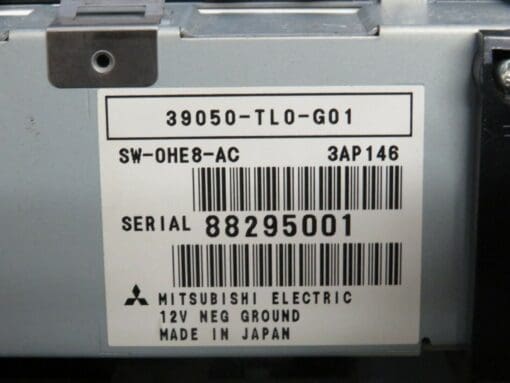 39050-TL0-G01
SW-0HE8-AC 3AP146
SERIAL 88295001
MITSUBISHI ELECTRIC
12V NEG GROUND
MADE IN JAPAN